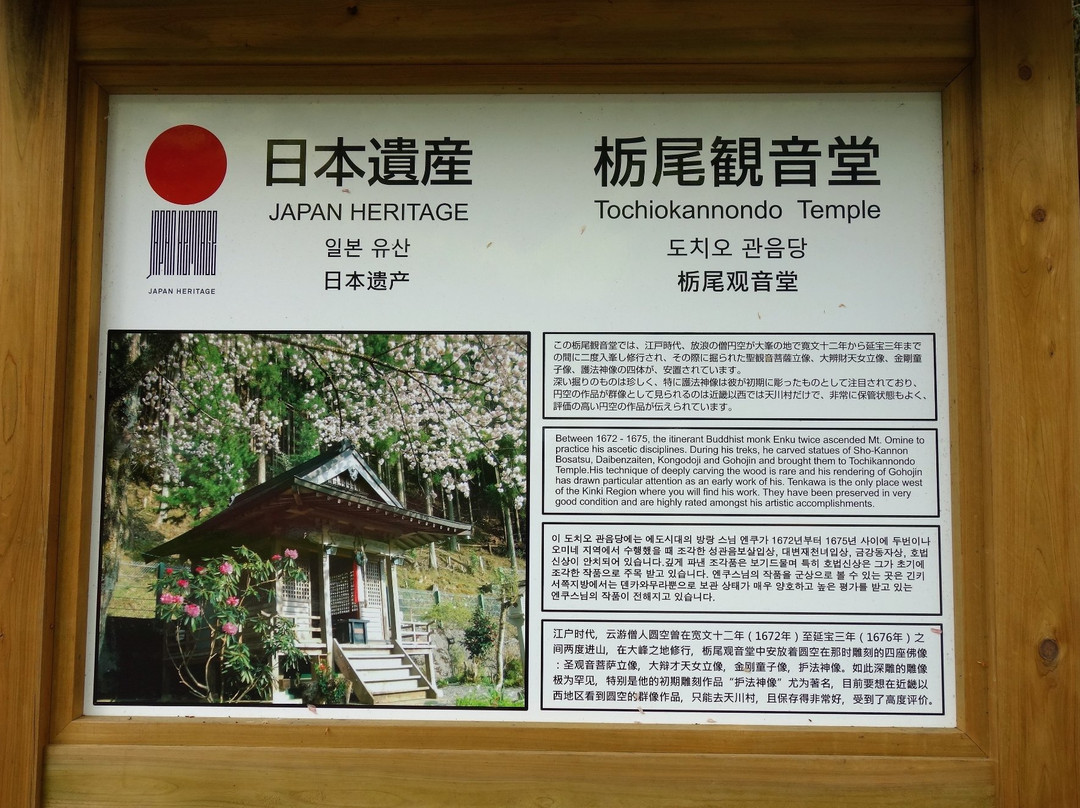 日本遺産
JAPAN HERITAGE
일본 유산
日本遗产
JAPAN HERITAGE
JAPAN HERITAGE
栃尾観音堂
Tochiokannondo Temple
도치오 관음당
栃尾观音堂
この栃尾観音堂では、江戸時代、放浪の僧円空が大峯の地で寛文十二年から延宝三年まで
の間に二度入峯し修行され、その際に掘られた聖観音菩薩立像、大辨財天女立像、金剛童
子像、護法神像の四体が、安置されています。
深い掘りのものは珍しく、特に護法神像は彼が初期に彫ったものとして注目されており、
円空の作品が群像として見られるのは近畿以西では天川村だけで、非常に保管状態もよく、
評価の高い円空の作品が伝えられています。
Between 1672 - 1675, the itinerant Buddhist monk Enku twice ascended Mt. Omine to
practice his ascetic disciplines. During his treks, he carved statues of Sho-Kannon
Bosatsu, Daibenzaiten, Kongodoji and Gohojin and brought them to Tochikannondo
Temple.His technique of deeply carving the wood is rare and his rendering of Gohojin
has drawn particular attention as an early work of his. Tenkawa is the only place west
of the Kinki Region where you will find his work. They have been preserved in very
good condition and are highly rated amongst his artistic accomplishments.
이 도치오 관음당에는 에도시대의 방랑 스님 엔쿠가 1672년부터 1675년 사이에 두번이나
오미네 지역에서 수행했을 때 조각한 성관음보살입상, 대변재천녀입상, 금강동자상, 호법
신상이 안치되어 있습니다.깊게 파낸 조각품은 보기드물며 특히 호법신상은 그가 초기에
조각한 작품으로 주목 받고 있습니다. 엔쿠스님의 작품을 군상으로 볼 수 있는 곳은 긴키
서쪽지방에서는 덴카와무라뿐으로 보관 상태가 매우 양호하고 높은 평가를 받고 있는
엔쿠스님의 작품이 전해지고 있습니다.
江户时代，云游僧人圆空曾在宽文十二年（1672年）至延宝三年（1676年）之
间两度进山，在大峰之地修行，栃尾观音堂中安放着圆空在那时雕刻的四座佛像
：圣观音菩萨立像，大辩才天女立像，金刚童子像，护法神像。如此深雕的雕像
极为罕见，特别是他的初期雕刻作品“护法神像”尤为著名，目前要想在近畿以
西地区看到圆空的群像作品，只能去天川村，且保存得非常好，受到了高度评价。